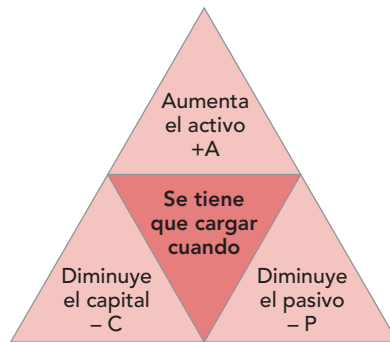 Aumenta
el activo
+A
Se tiene
que cargar
cuando
Diminuye
el capital
– C
Diminuye
el pasivo
– P